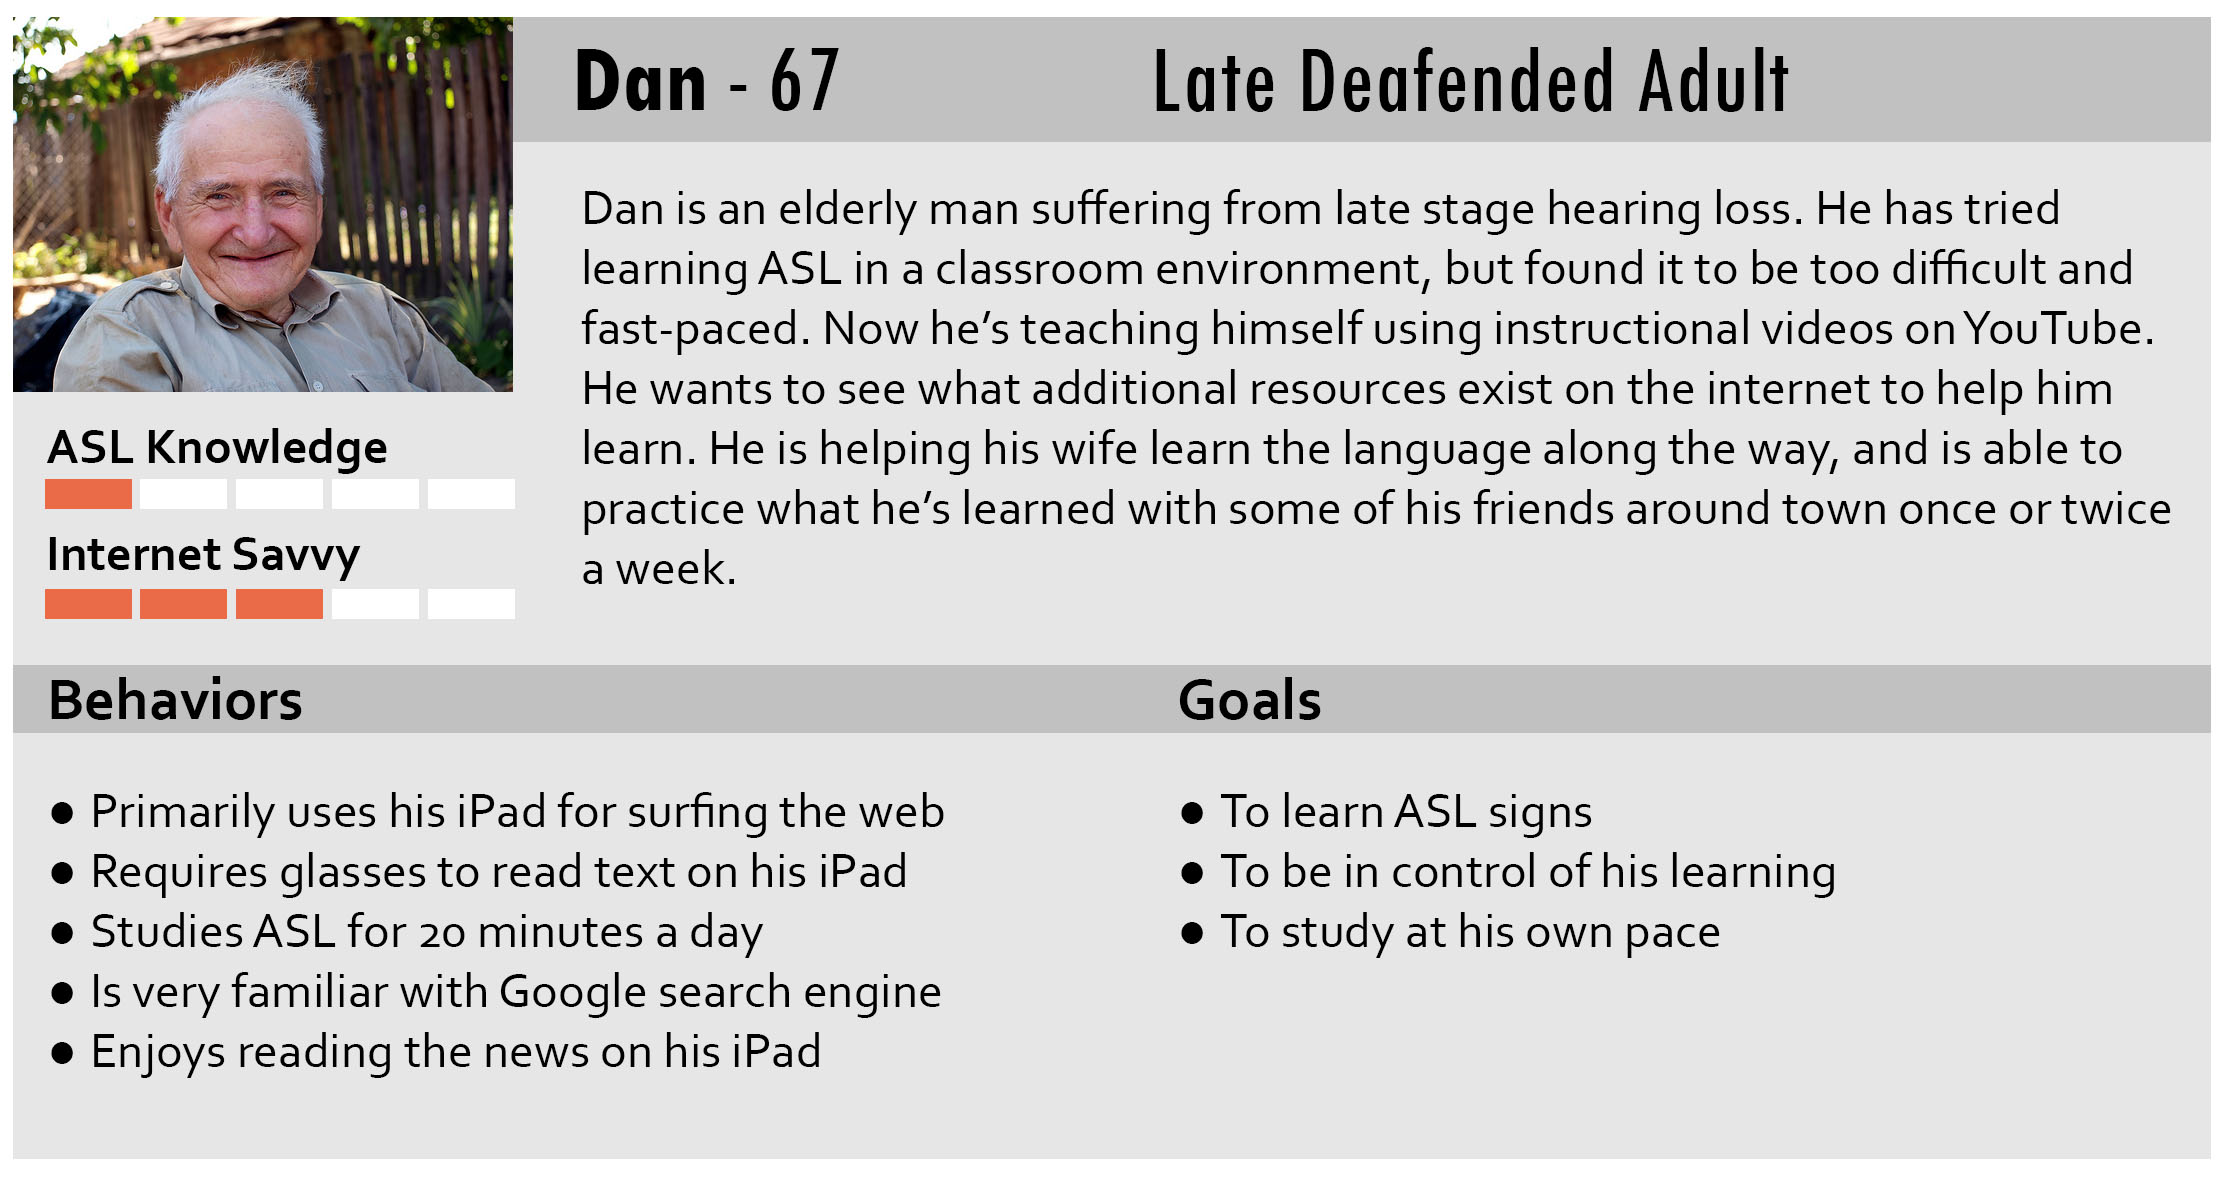 Dan - 67
Late Deafended Adult
Dan is an elderly man suffering from late stage hearing loss. He has tried
learning ASL in a classroom environment, but found it to be too difficult and
fast-paced. Now he’s teaching himself using instructional videos on YouTube.
He wants to see what additional resources exist on the internet to help him
learn. He is helping his wife learn the language along the way, and is able to
practice what he’s learned with some of his friends around town once or twice
a week.
ASL Knowledge
Internet Savvy
Behaviors
● Primarily uses his iPad for surfing the web
● Requires glasses to read text on his iPad
● Studies ASL for 20 minutes a day
● Is very familiar with Google search engine
● Enjoys reading the news on his iPad
Goals
● To learn ASL signs
● To be in control of his learning
● To study at his own pace